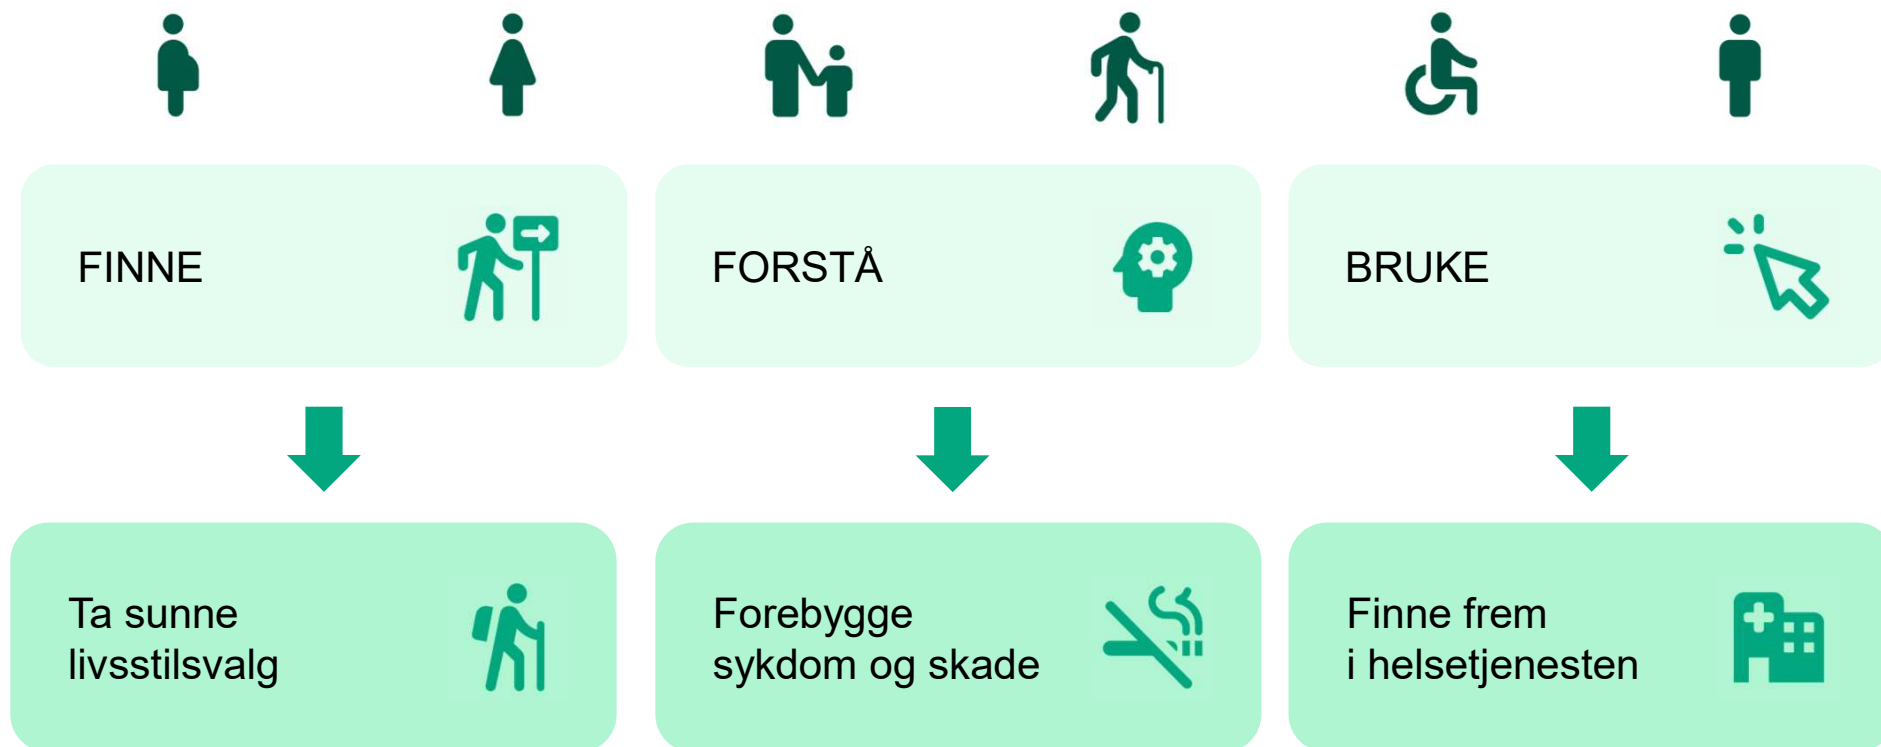 FINNE
FORSTÅ
BRUKE
Ta sunne
livsstilsvalg
Forebygge
sykdom og skade
Finne frem
i helsetjenesten